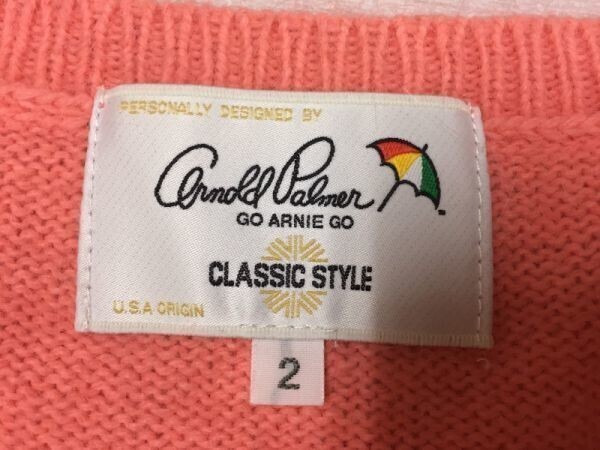 PERSONALLY DESIGNED BY
Arnold Palmer
GO ARNIE GO
CLASSIC STYLE
U.S.A ORIGIN
2